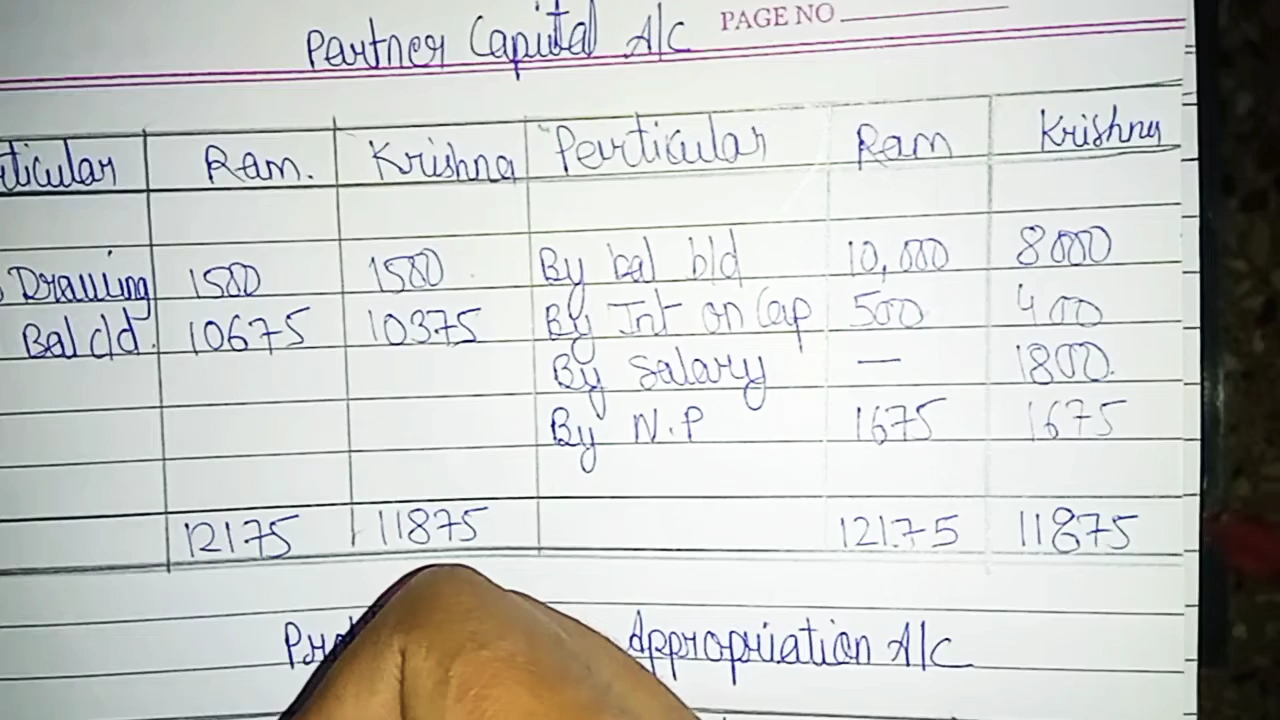 PAGE NO
Partner Capital A/c
ticular Ram. Krishna Perticular Ram Krishna
Drawing 1500 1500 By bal b/d 10,000 8000
Bal c/d. 10675 10375 By Int on Cap 500 400
By Salary — 1800.
By N.P 1675 1675
12175 11875 12175 11875
Appropriation A/c